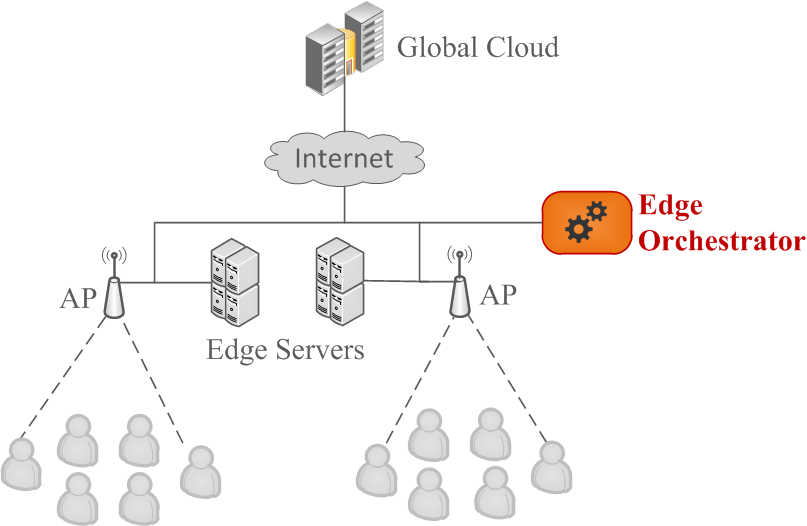 Global Cloud
Internet
Edge
Orchestrator
AP
AP
Edge Servers